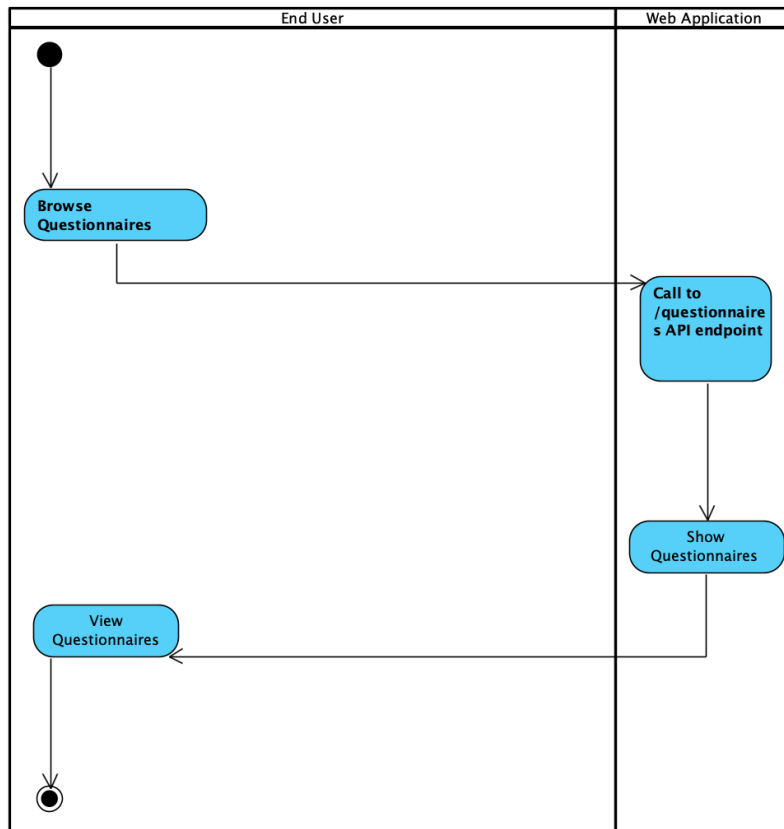 End User
Web Application
Browse
Questionnaires
Call to
/questionnaire
s API endpoint
Show
Questionnaires
View
Questionnaires